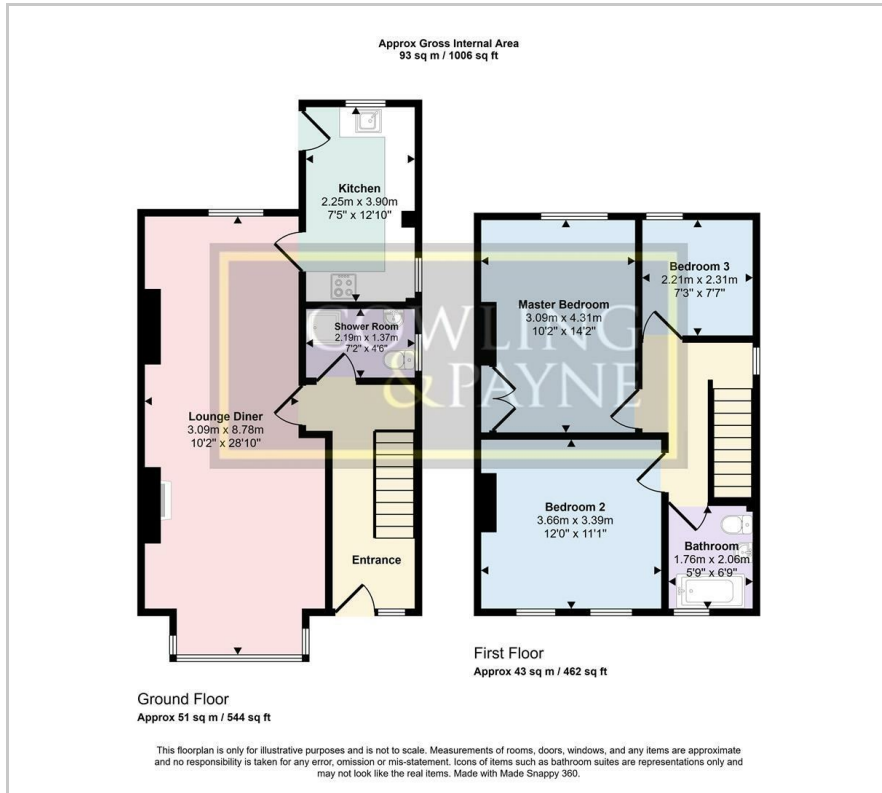 Approx Gross Internal Area
93 sq m / 1006 sq ft
Kitchen
2.25m x 3.90m
7'5" x 12'10"
Shower Room
2.19m x 1.37m
7'2" x 4'6"
Lounge Diner
3.09m x 8.78m
10'2" x 28'10"
Entrance
Master Bedroom
3.09m x 4.31m
10'2" x 14'2"
Bedroom 3
2.21m x 2.31m
7'3" x 7'7"
Bedroom 2
3.66m x 3.39m
12'0" x 11'1"
Bathroom
1.76m x 2.06m
5'9" x 6'9"
COWLING
&PAYNE
Ground Floor
Approx 51 sq m / 544 sq ft
First Floor
Approx 43 sq m / 462 sq ft
This floorplan is only for illustrative purposes and is not to scale. Measurements of rooms, doors, windows, and any items are approximate
and no responsibility is taken for any error, omission or mis-statement. Icons of items such as bathroom suites are representations only and
may not look like the real items. Made with Made Snappy 360.